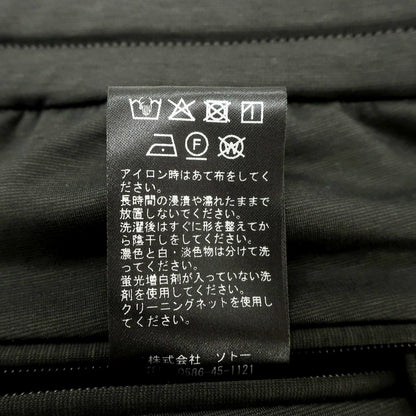 F W
アイロン時はあて布をしてく
ださい。
長時間の浸漬や濡れたままで
放置しないでください。
洗濯後はすぐに形を整えてか
ら陰干しをしてください。
濃色と白・淡色物は分けて洗
ってください。
蛍光増白剤が入っていない洗
剤を使用してください。
クリーニングネットを使用し
てください。
株式会社 ソトー
0586-45-1121